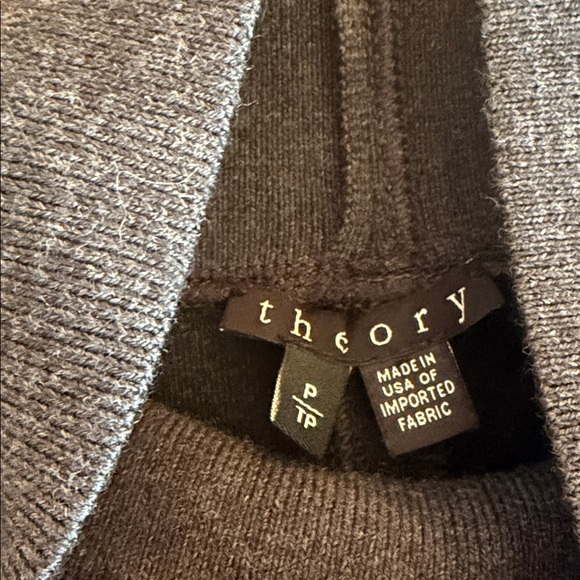 theory
P
TP
MADE IN
USA OF
IMPORTED
FABRIC